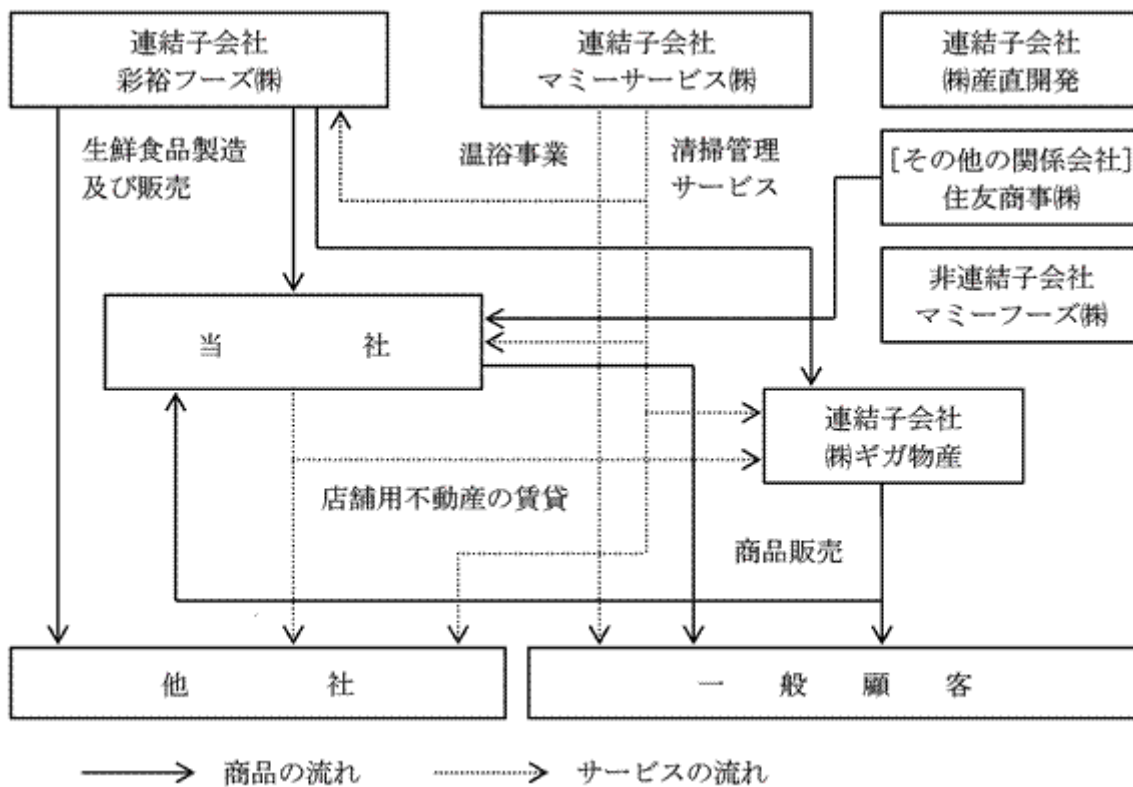 連結子会社
彩裕フーズ㈱
連結子会社
マミーサービス㈱
連結子会社
㈱産直開発
生鮮食品製造
及び販売
温浴事業
清掃管理
サービス
[その他の関係会社]
住友商事㈱
非連結子会社
マミーフーズ㈱
当 社
連結子会社
㈱ギガ物産
店舗用不動産の賃貸
商品販売
他 社
一 般 顧 客
商品の流れ
サービスの流れ